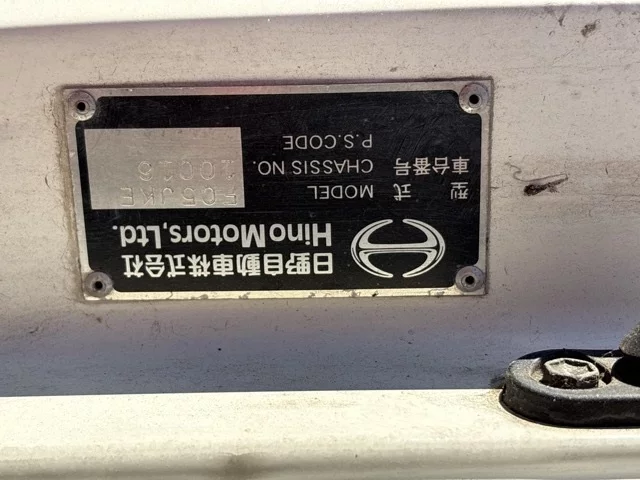 日野自動車株式会社
Hino Motors, Ltd.
型式 MODEL FC5JKE
車台番号 CHASSIS NO. 10026
P.S.CODE